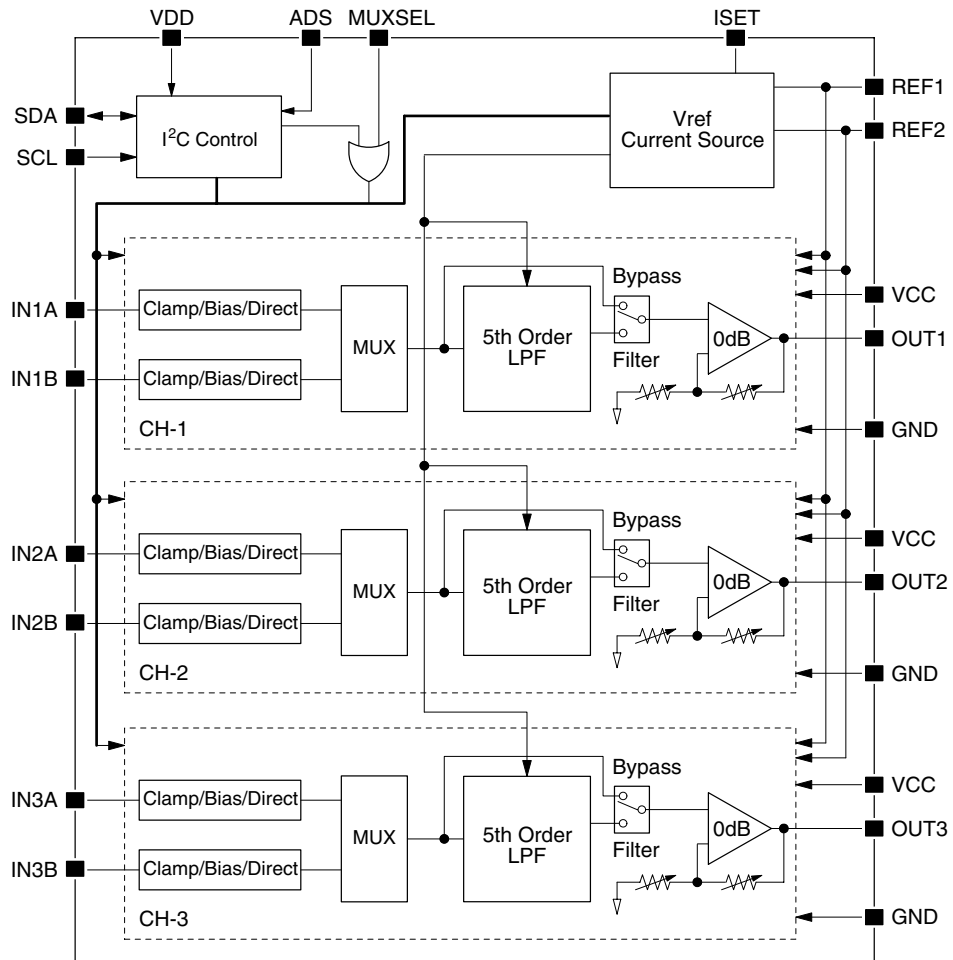 VDD
ADS
MUXSEL
ISET
SDA
SCL
I²C Control
Vref
Current Source
REF1
REF2
IN1A
Clamp/Bias/Direct
IN1B
Clamp/Bias/Direct
MUX
5th Order
LPF
Bypass
Filter
0dB
VCC
OUT1
GND
CH-1
IN2A
Clamp/Bias/Direct
IN2B
Clamp/Bias/Direct
MUX
5th Order
LPF
Bypass
Filter
0dB
VCC
OUT2
GND
CH-2
IN3A
Clamp/Bias/Direct
IN3B
Clamp/Bias/Direct
MUX
5th Order
LPF
Bypass
Filter
0dB
VCC
OUT3
GND
CH-3